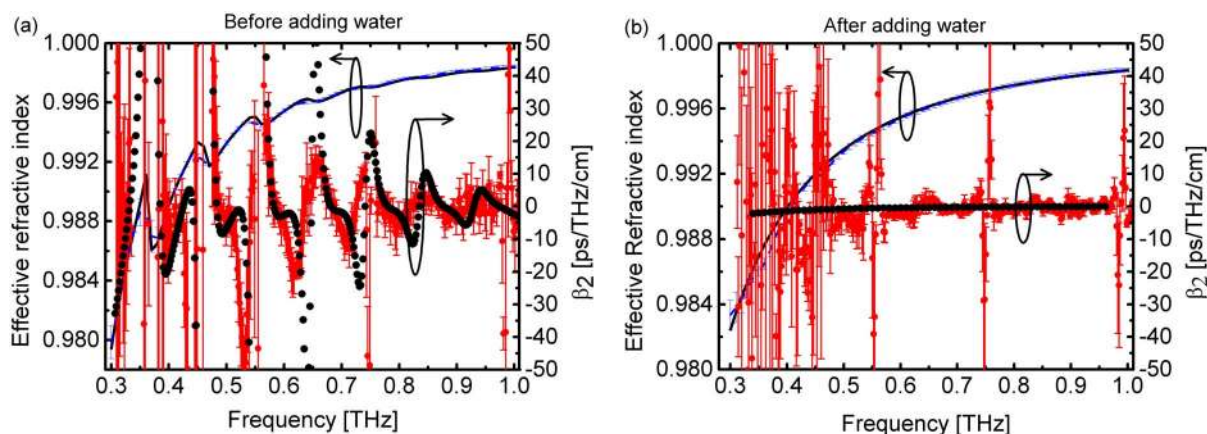 (a)
Before adding water
1.000
0.996
0.992
0.988
0.984
0.980
Effective refractive index
50
40
30
20
10
0
-10
-20
-30
-40
-50
β2 [ps/THz/cm]
0.3 0.4 0.5 0.6 0.7 0.8 0.9 1.0
Frequency [THz]
(b)
After adding water
1.000
0.996
0.992
0.988
0.984
0.980
Effective Refractive index
50
40
30
20
10
0
-10
-20
-30
-40
-50
β2 [ps/THz/cm]
0.3 0.4 0.5 0.6 0.7 0.8 0.9 1.0
Frequency [THz]